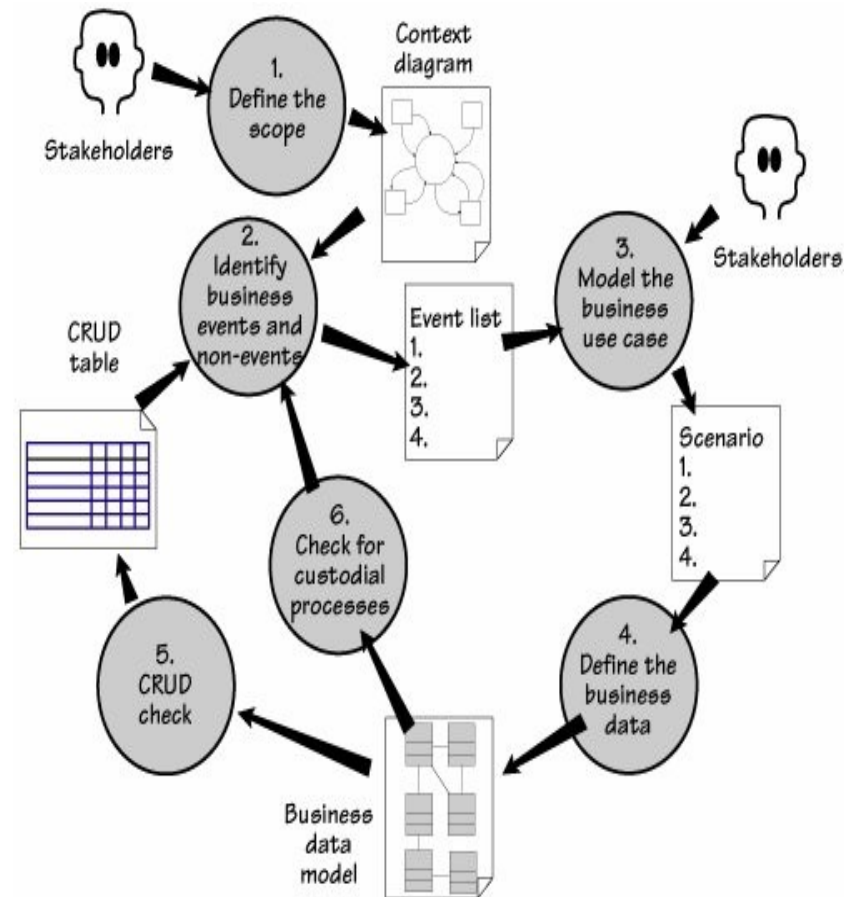 Stakeholders
1.
Define the
scope
Context
diagram
2.
Identify
business
events and
non-events
Event list
1.
2.
3.
4.
3.
Model the
business
use case
Stakeholders
Scenario
1.
2.
3.
4.
4.
Define the
business
data
Business
data model
5.
CRUD
check
CRUD
table
6.
Check for
custodial
processes